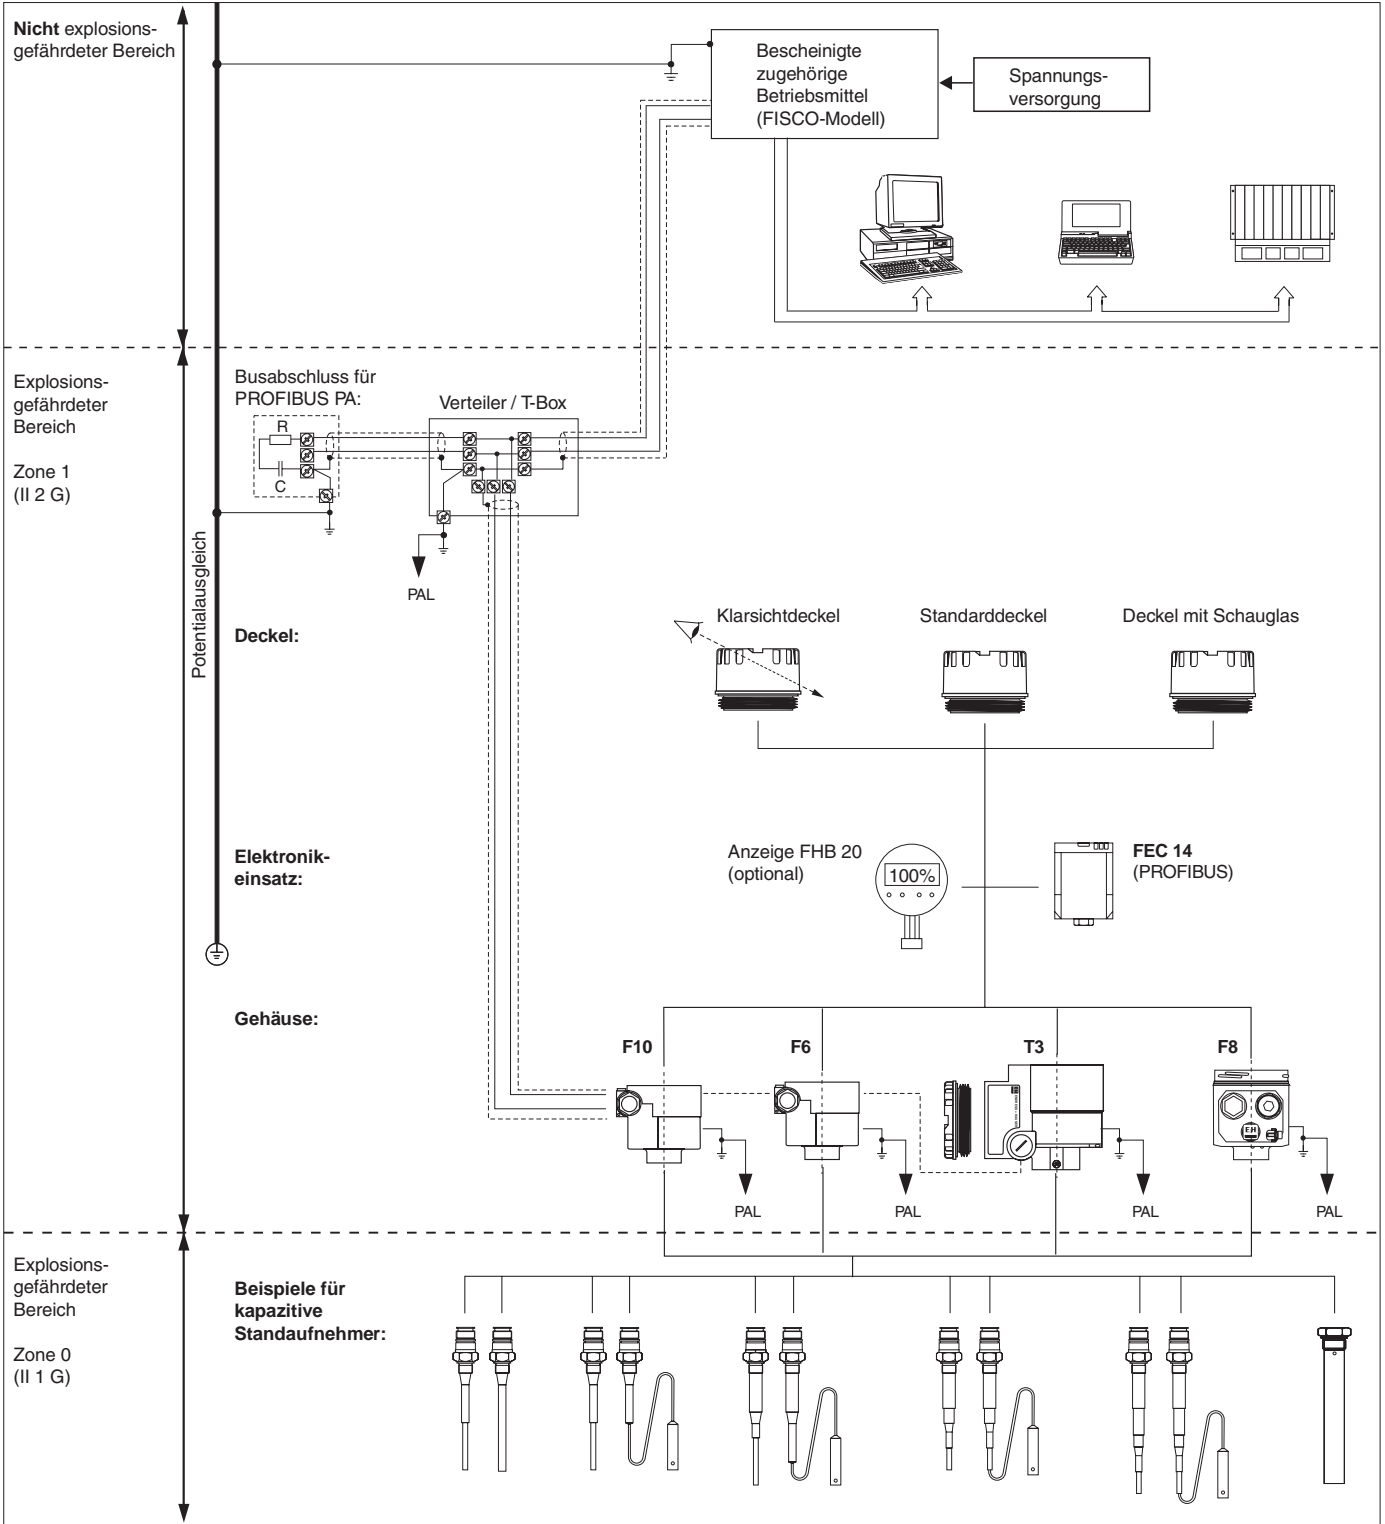 Nicht explosions-
gefährdeter Bereich
Bescheinigte
zugehörige
Betriebsmittel
(FISCO-Modell)
Spannungs-
versorgung
Explosions-
gefährdeter
Bereich
Zone 1
(II 2 G)
Busabschluss für
PROFIBUS PA:
R
C
Verteiler / T-Box
PAL
Potentialausgleich
Deckel:
Klarsichtdeckel
Standarddeckel
Deckel mit Schauglas
Elektronik-
einsatz:
Anzeige FHB 20
(optional)
100%
FEC 14
(PROFIBUS)
Gehäuse:
F10
F6
T3
F8
E+H
PAL
PAL
PAL
PAL
Explosions-
gefährdeter
Bereich
Zone 0
(II 1 G)
Beispiele für
kapazitive
Standaufnehmer: